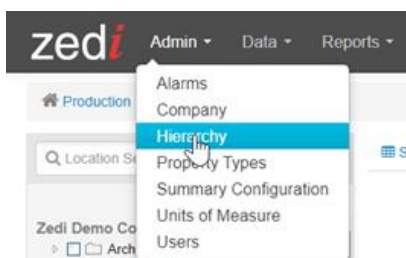 zedi Admin Data Reports
Alarms
Production
Company
Hierarchy
Location Se
Property Types
S
Summary Configuration
Units of Measure
Zedi Demo Co
Users
Arch